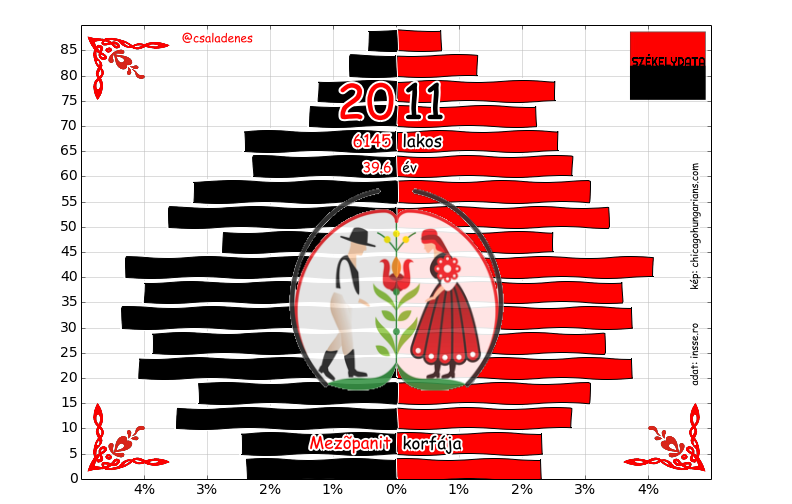 @csaladenes
SZÉKELYDATA
2011
6145 lakos
39.6 év
kép: chicagohungarians.com
adat: insse.ro
Mezőpanit korfája
85
80
75
70
65
60
55
50
45
40
35
30
25
20
15
10
5
0
4% 3% 2% 1% 0% 1% 2% 3% 4%